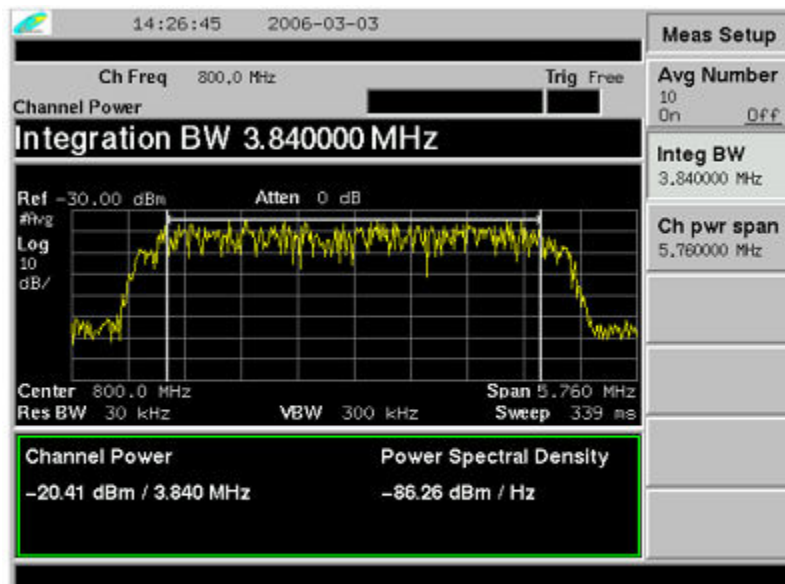 14:26:45 2006-03-03
Meas Setup
Ch Freq 800.0 MHz Trig Free
Channel Power
Avg Number
10
On Off
Integration BW 3.840000 MHz
Integ BW
3.840000 MHz
Ch pwr span
5.760000 MHz
Ref -30.00 dBm Atten 0 dB
#Avg
Log
10
dB/
Center 800.0 MHz Span 5.760 MHz
Res BW 30 kHz VBW 300 kHz Sweep 339 ms
Channel Power Power Spectral Density
-20.41 dBm / 3.840 MHz -86.26 dBm / Hz